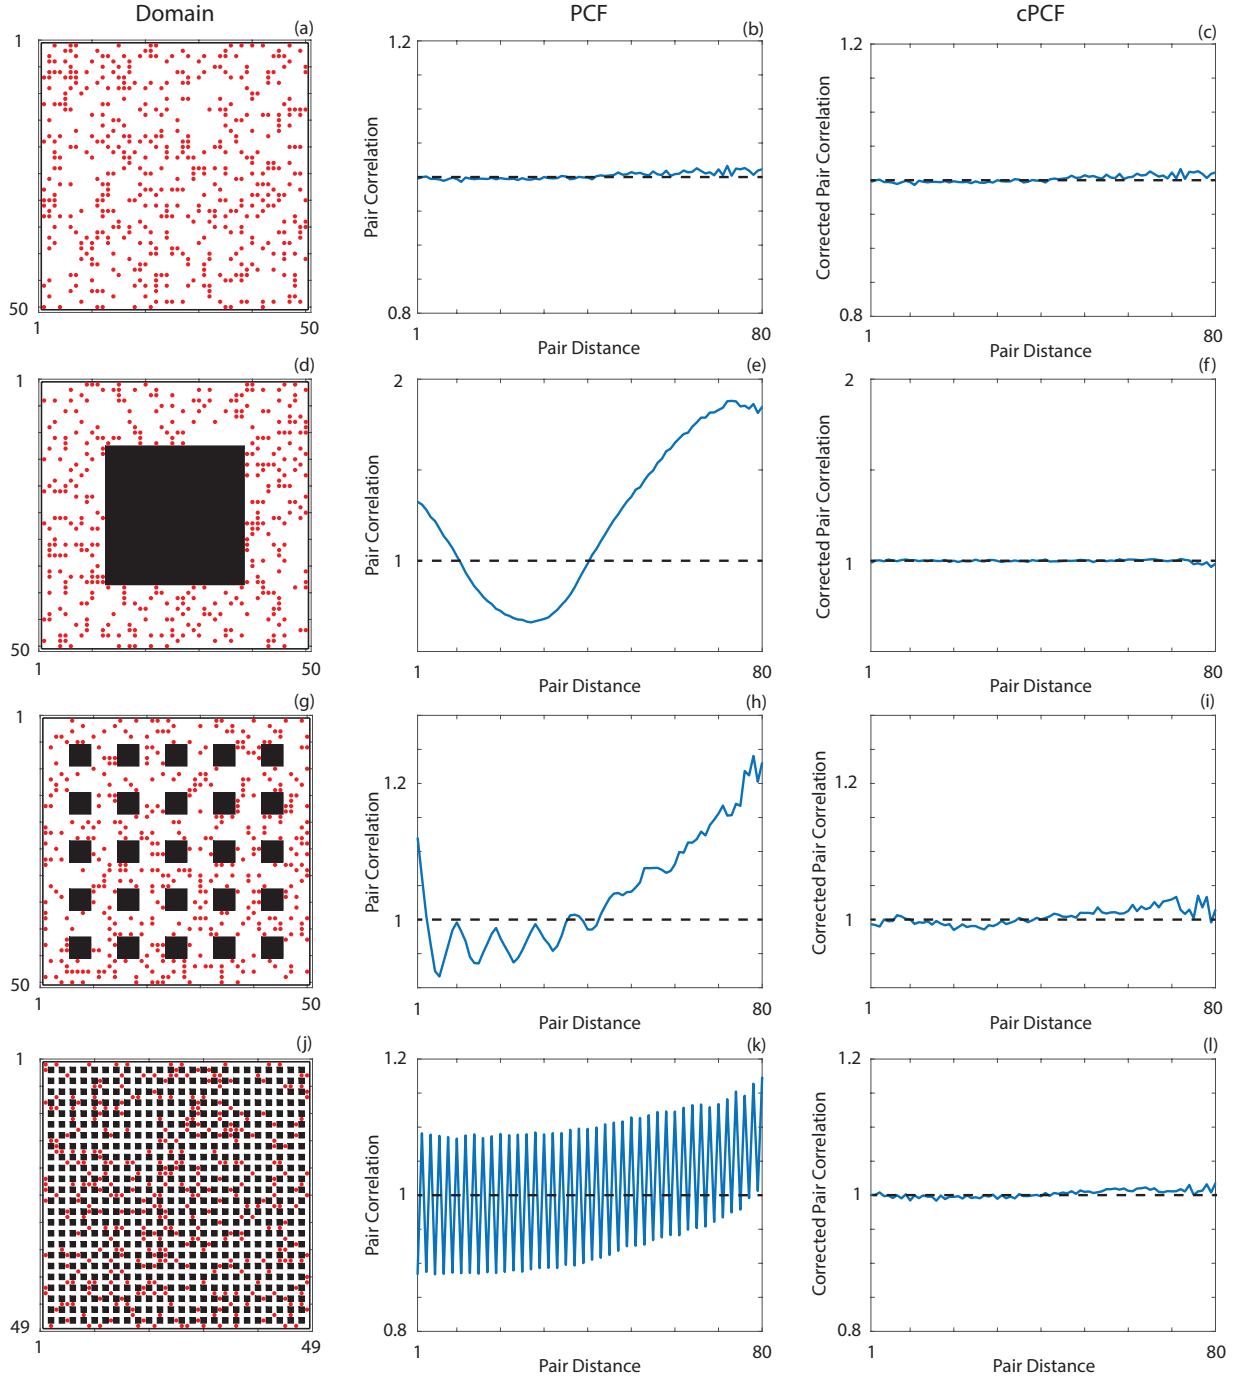 Domain PCF cPCF
(a) (b) (c)
1
50
1 50
1.2
0.8
Pair Correlation
1 80
Pair Distance
1.2
0.8
Corrected Pair Correlation
1 80
Pair Distance
(d) (e) (f)
1
50
1 50
2
1
Pair Correlation
1 80
Pair Distance
2
1
Corrected Pair Correlation
1 80
Pair Distance
(g) (h) (i)
1
50
1 50
1.2
1
Pair Correlation
1 80
Pair Distance
1.2
1
Corrected Pair Correlation
1 80
Pair Distance
(j) (k) (l)
1
49
1 49
1.2
1
0.8
Pair Correlation
1 80
Pair Distance
1.2
1
0.8
Corrected Pair Correlation
1 80
Pair Distance